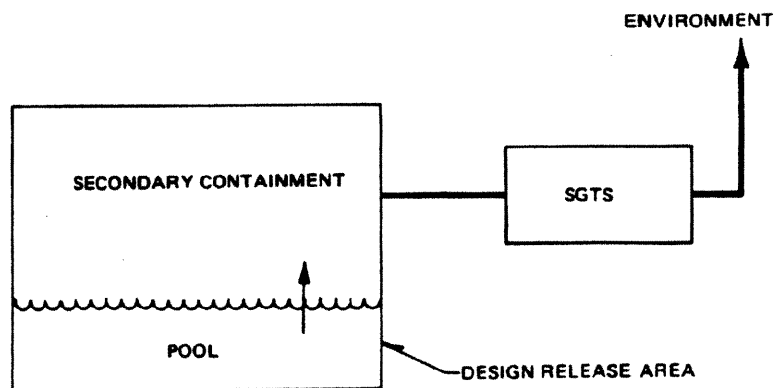 ENVIRONMENT
SECONDARY CONTAINMENT
SGTS
POOL
DESIGN RELEASE AREA